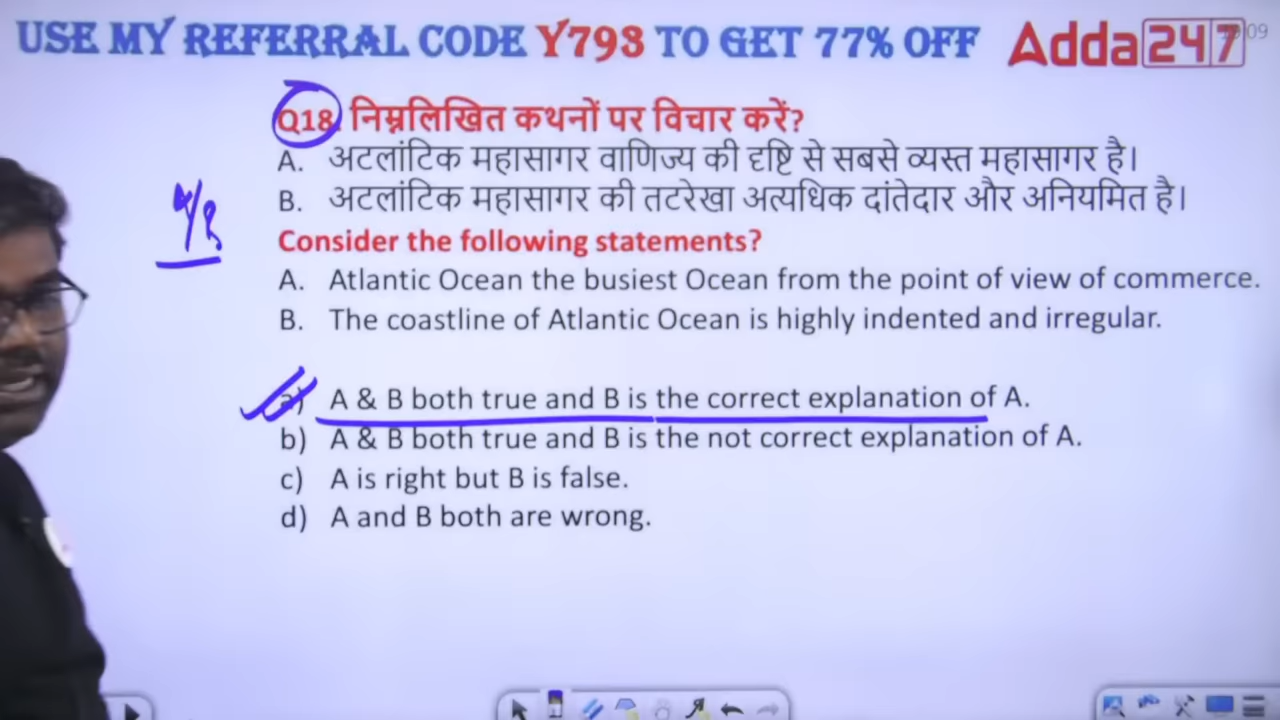 USE MY REFERRAL CODE Y793 TO GET 77% OFF
Adda247
:09
Q18. निम्नलिखित कथनों पर विचार करें?
A. अटलांटिक महासागर वाणिज्य की दृष्टि से सबसे व्यस्त महासागर है।
B. अटलांटिक महासागर की तटरेखा अत्यधिक दांतेदार और अनियमित है।
Consider the following statements?
A. Atlantic Ocean the busiest Ocean from the point of view of commerce.
B. The coastline of Atlantic Ocean is highly indented and irregular.
a) A & B both true and B is the correct explanation of A.
b) A & B both true and B is the not correct explanation of A.
c) A is right but B is false.
d) A and B both are wrong.